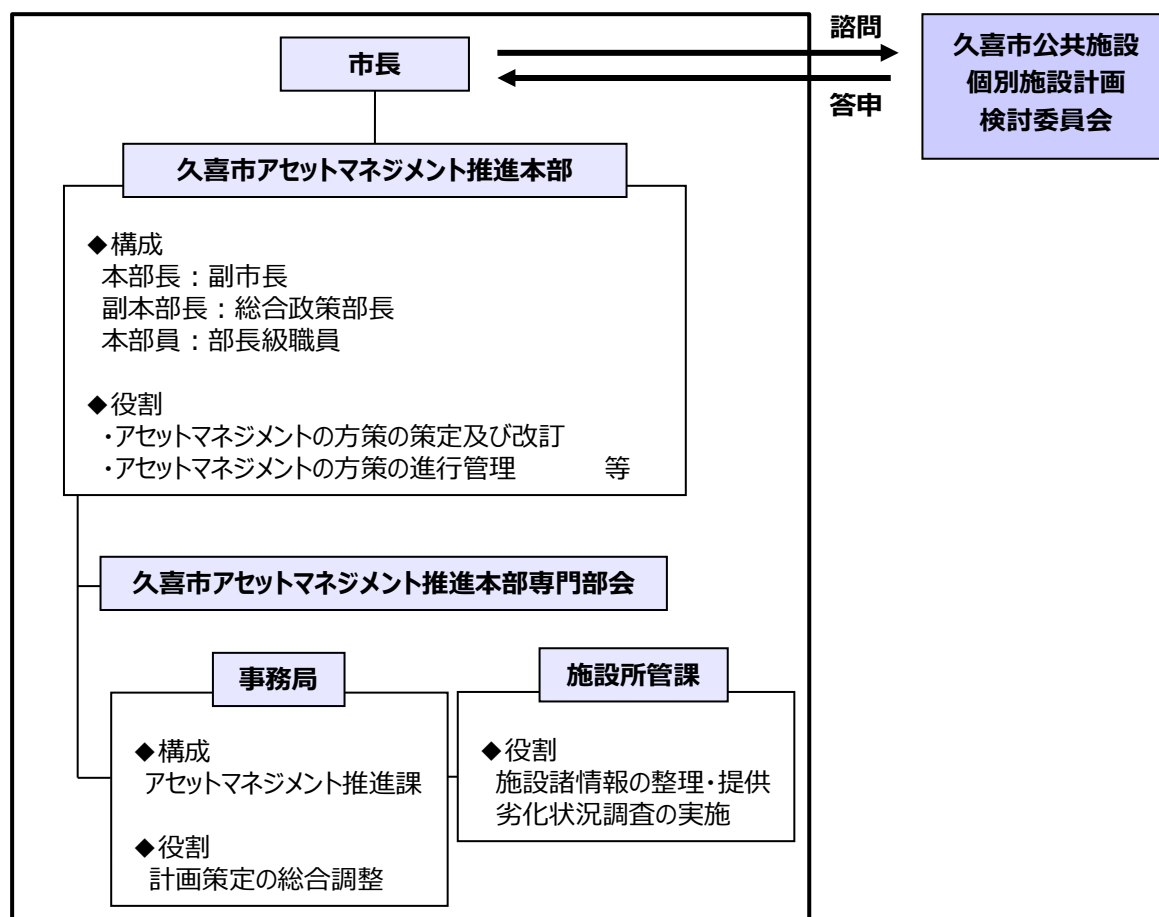 市長
諮問
答申
久喜市公共施設
個別施設計画
検討委員会
久喜市アセットマネジメント推進本部
◆構成
本部長：副市長
副本部長：総合政策部長
本部員：部長級職員
◆役割
・アセットマネジメントの方策の策定及び改訂
・アセットマネジメントの方策の進行管理　　　等
久喜市アセットマネジメント推進本部専門部会
事務局
◆構成
アセットマネジメント推進課
◆役割
計画策定の総合調整
施設所管課
◆役割
施設諸情報の整理・提供
劣化状況調査の実施